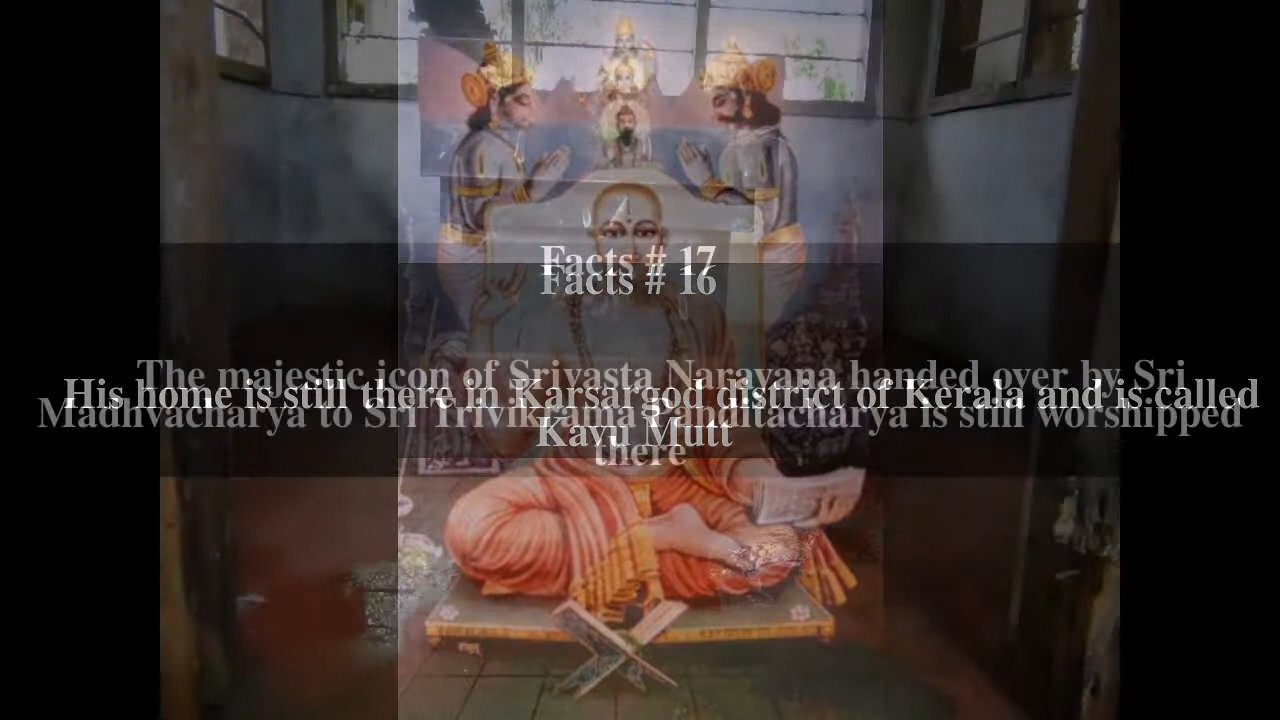 Facts # 17
Facts # 16
The majestic icon of Srivasta Narayana handed over by Sri
His home is still there in Karsargod district of Kerala and is called
Madhvacharya to Sri Trivikrama Panditacharya is still worshipped
Kavu Mutt
there